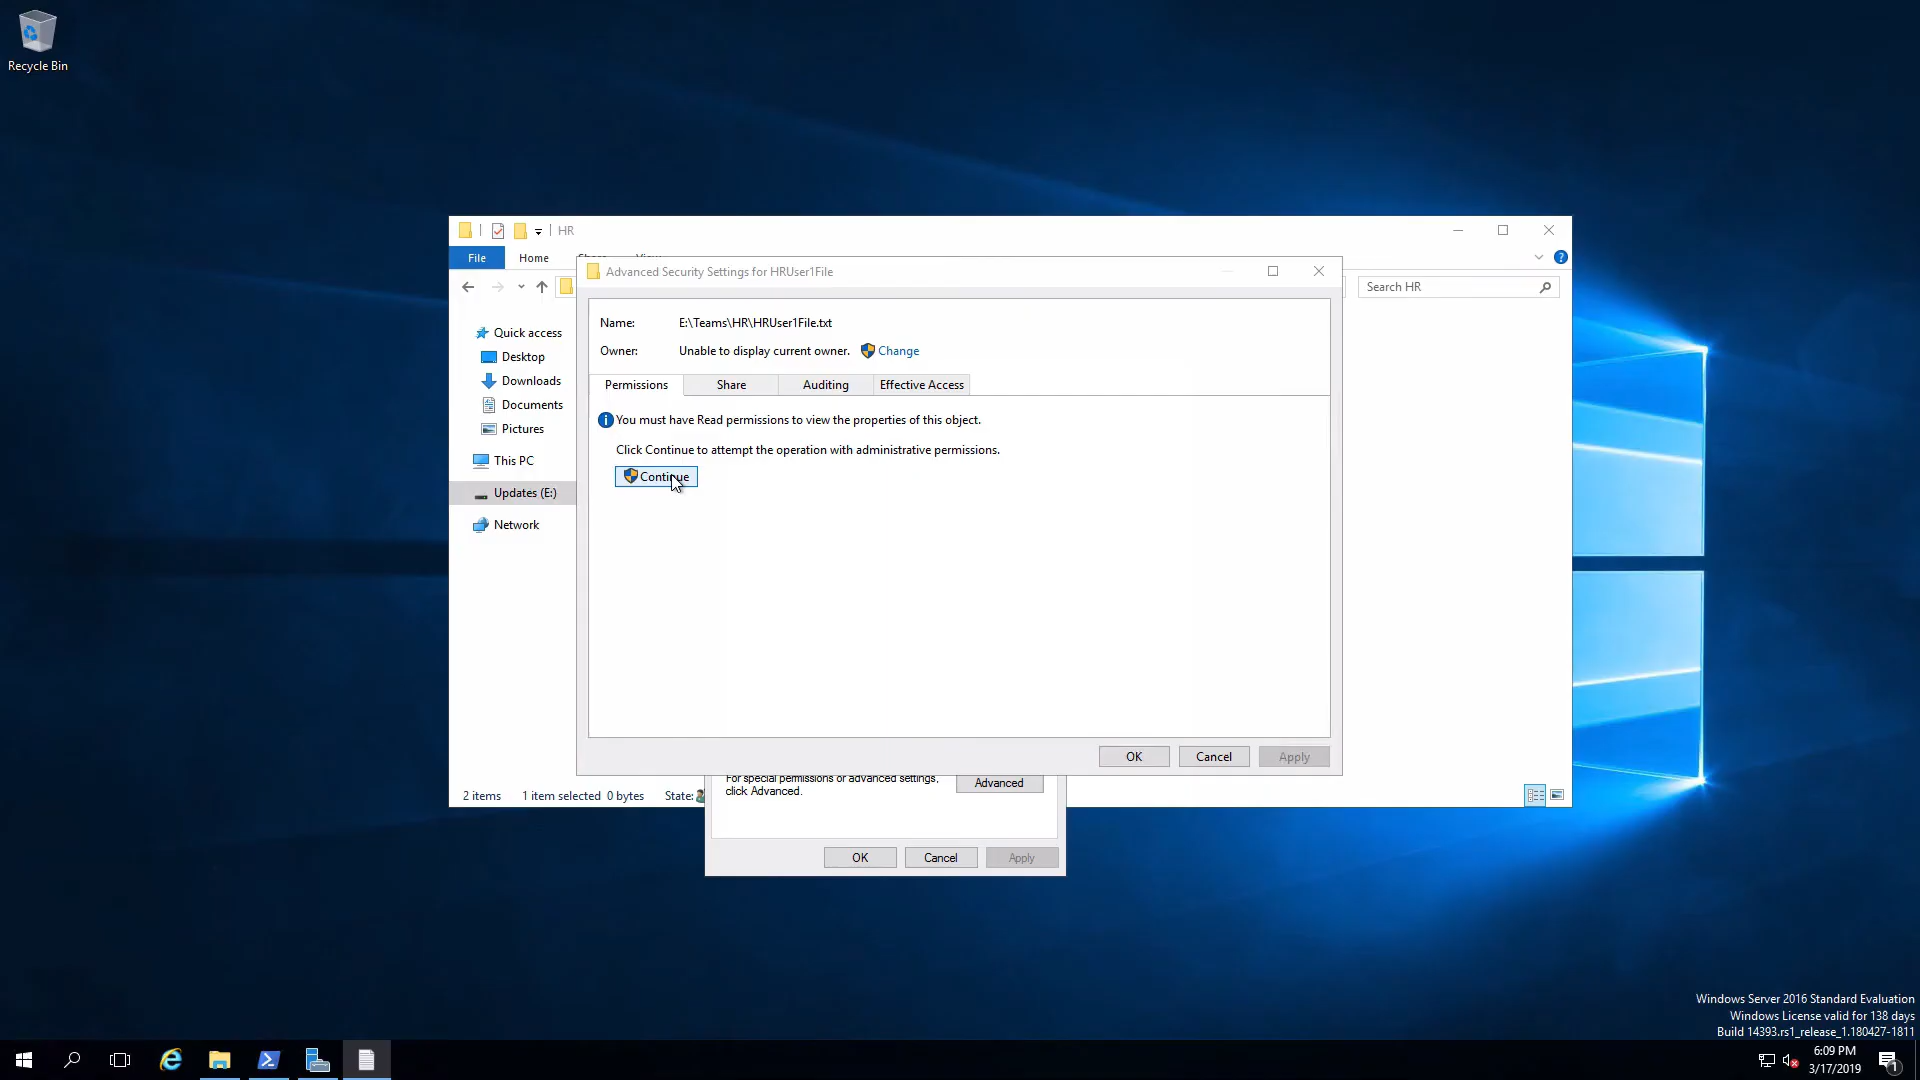 Recycle Bin
HR
File
Home
Advanced Security Settings for HRUser1File
Search HR
Quick access
Desktop
Downloads
Documents
Pictures
This PC
Updates (E:)
Network
Name: E:\Teams\HR\HRUser1File.txt
Owner: Unable to display current owner. Change
Permissions Share Auditing Effective Access
You must have Read permissions to view the properties of this object.
Click Continue to attempt the operation with administrative permissions.
Continue
OK Cancel Apply
For special permissions or advanced settings,
click Advanced.
Advanced
2 items 1 item selected 0 bytes State:
OK Cancel Apply
Windows Server 2016 Standard Evaluation
Windows License valid for 138 days
Build 14393.rs1_release_1.180427-1811
6:09 PM
3/17/2019
1